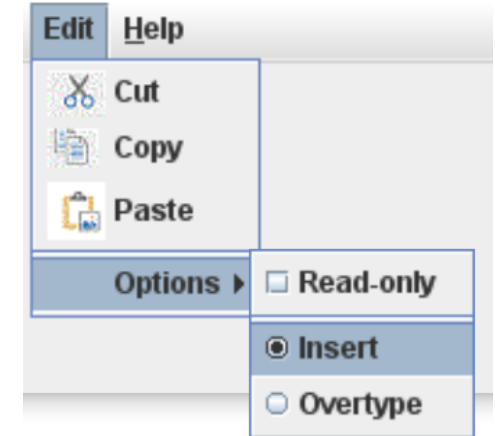 Edit Help
Cut
Copy
Paste
Options
Read-only
Insert
Overtype